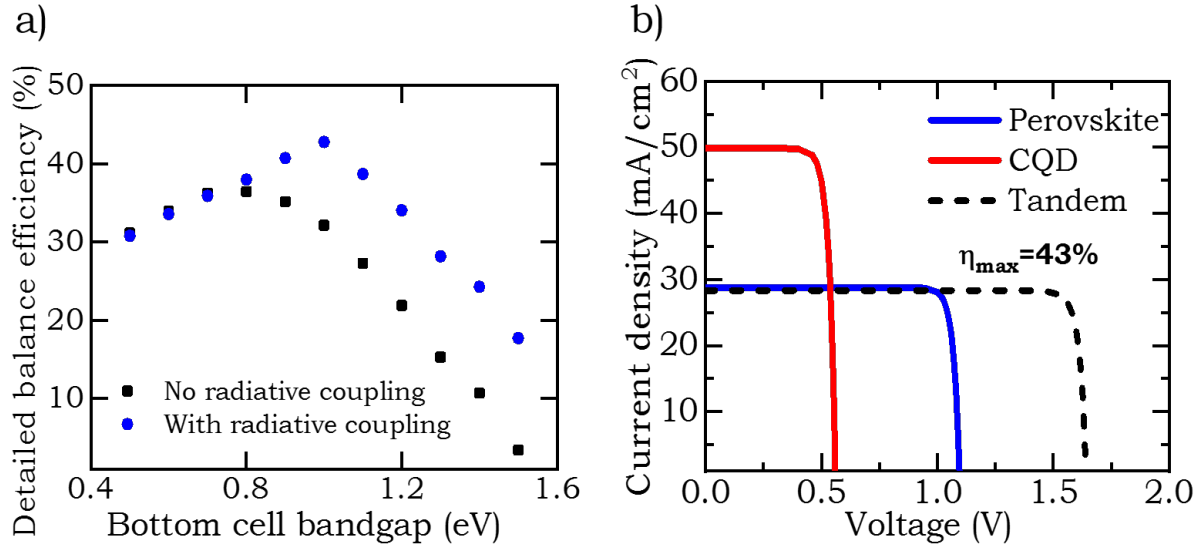 a)
Detailed balance efficiency (%)
50
40
30
20
10
No radiative coupling
With radiative coupling
0.4
0.8
1.2
1.6
Bottom cell bandgap (eV)
b)
Current density (mA/cm²)
60
50
40
30
20
10
Perovskite
CQD
Tandem
ηmax=43%
0.0
0.5
1.0
1.5
2.0
Voltage (V)